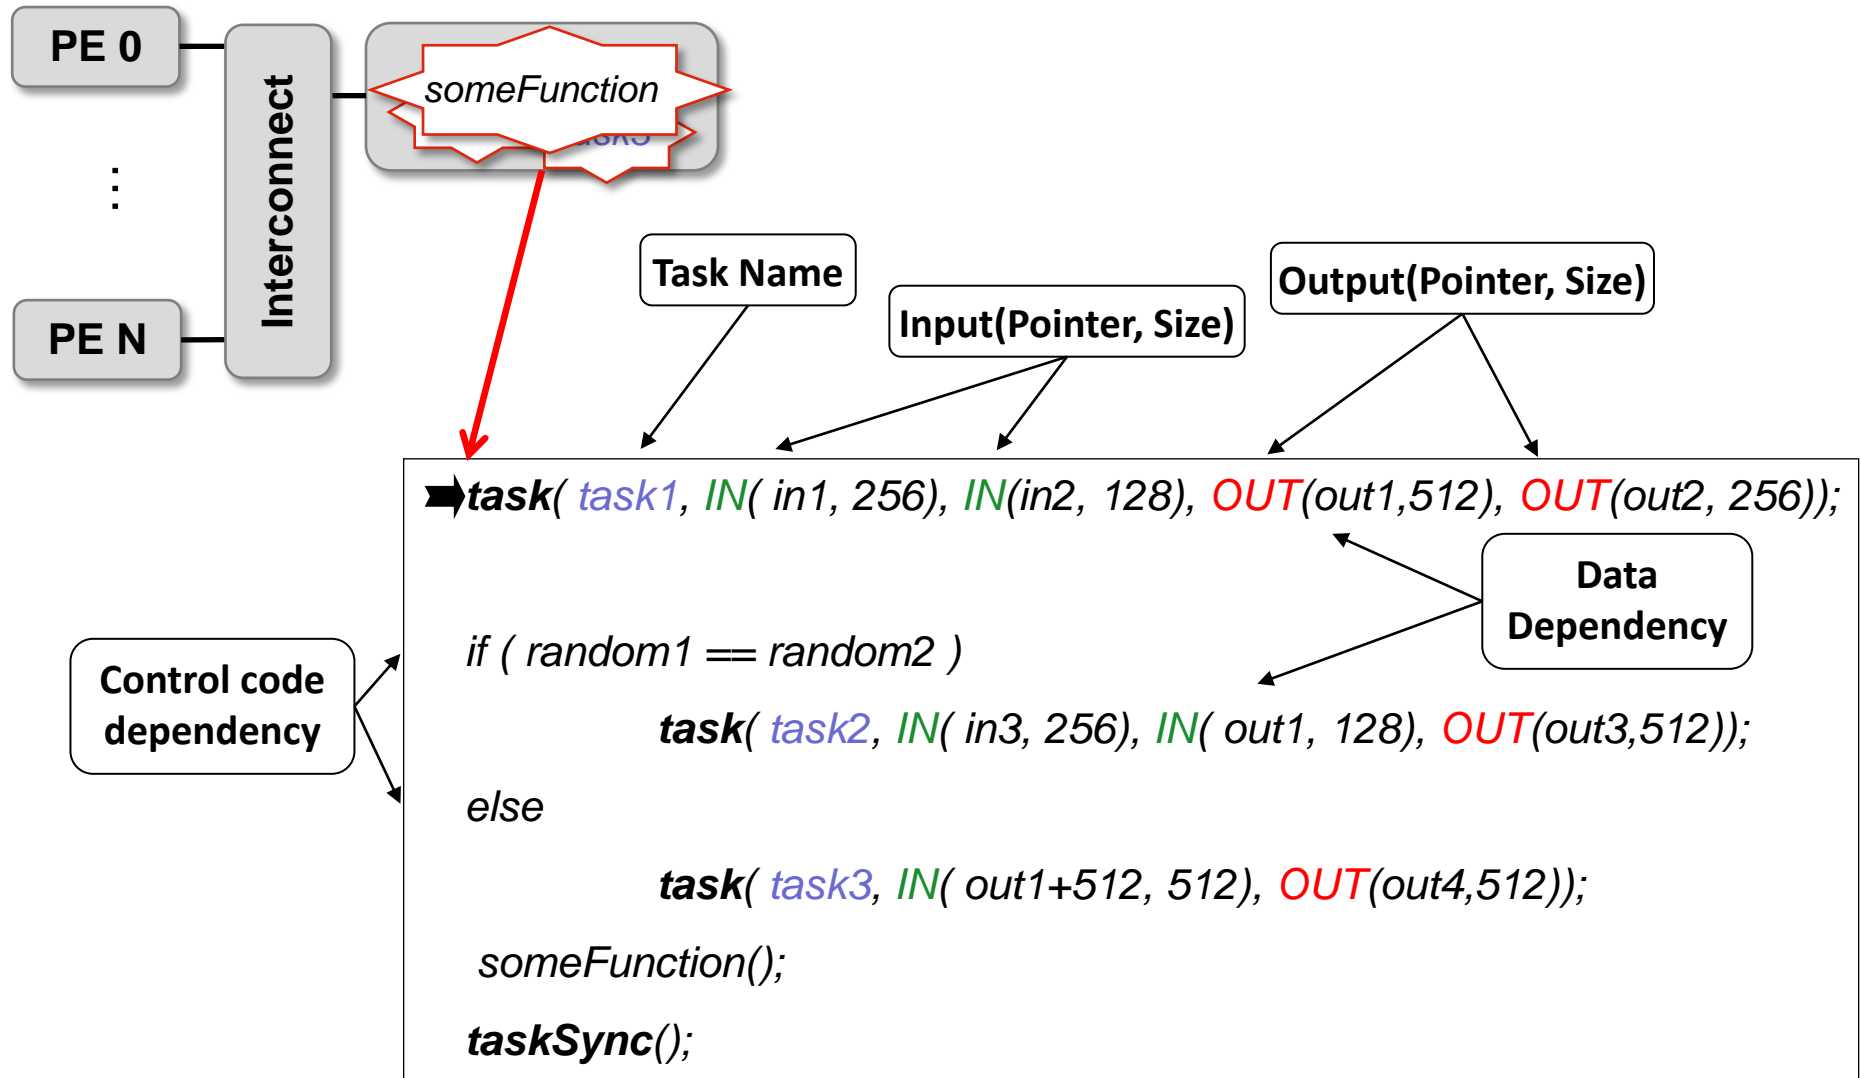 PE 0
⋮
PE N
Interconnect
someFunction
Task Name
Input(Pointer, Size)
Output(Pointer, Size)
task( task1, IN( in1, 256), IN(in2, 128), OUT(out1,512), OUT(out2, 256));
Data
Dependency
if ( random1 == random2 )
Control code
dependency
task( task2, IN( in3, 256), IN( out1, 128), OUT(out3,512));
else
task( task3, IN( out1+512, 512), OUT(out4,512));
someFunction();
taskSync();